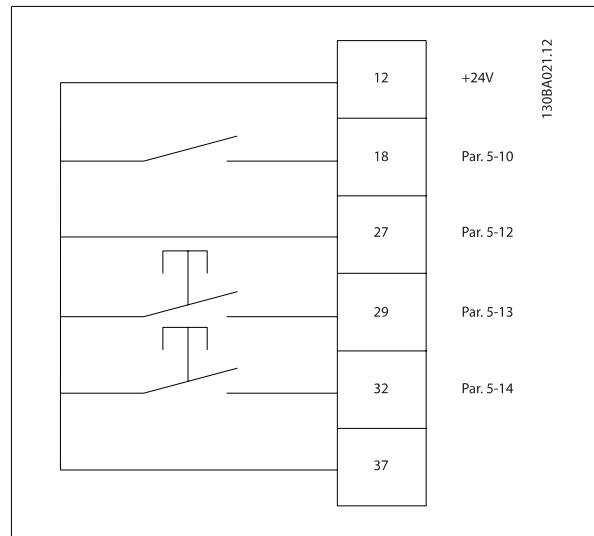 12 +24V
18 Par. 5-10
27 Par. 5-12
29 Par. 5-13
32 Par. 5-14
37
130BA021.12